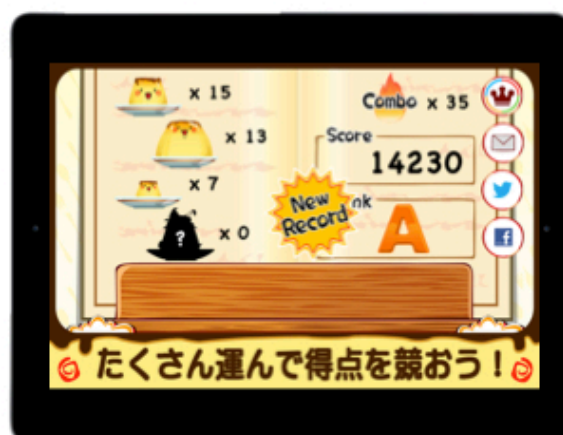 x 15
x 13
x 7
? x 0
Combo x 35
Score
14230
New Record
nk
A
f
たくさん運んで得点を競おう！